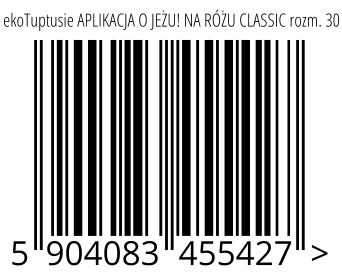 ekoTuptusie APLIKACJA O JEŻU! NA RÓŻU CLASSIC rozm. 30
5 904083 455427 >